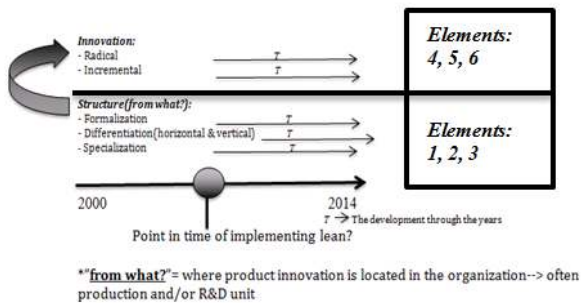 Innovation:
- Radical
- Incremental
T
T
Elements:
4, 5, 6
Structure(from what?):
- Formalization
- Differentiation(horizontal & vertical)
- Specialization
T
T
T
Elements:
1, 2, 3
2000
2014
T → The development through the years
Point in time of implementing lean?
*"from what?"= where product innovation is located in the organization--> often
production and/or R&D unit